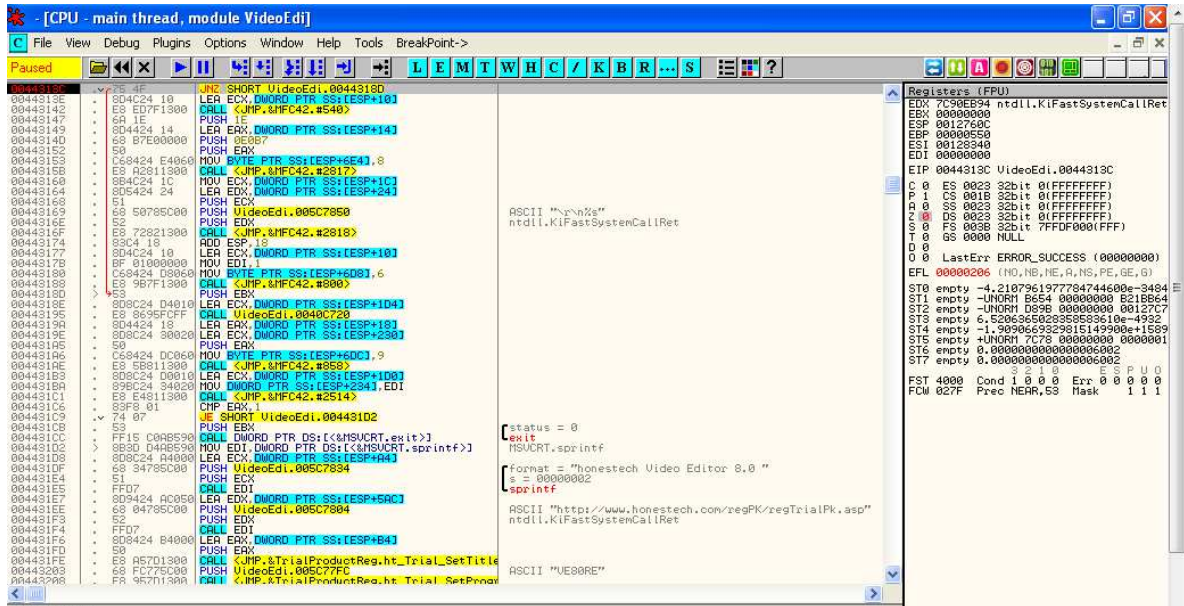 - [CPU - main thread, module VideoEdi]
C File View Debug Plugins Options Window Help Tools BreakPoint->
Paused L E M T W H C / K B R ... S ?
0044313C 75 4F JNZ SHORT VideoEdi.0044318D
0044313E 8D4C24 10 LEA ECX,DWORD PTR SS:[ESP+10]
00443142 E8 ED7F1300 CALL <JMP.&MFC42.#540>
00443147 6A 1E PUSH 1E
00443149 8D4424 14 LEA EAX,DWORD PTR SS:[ESP+14]
0044314D 68 B7E00000 PUSH 0E0B7
00443152 50 PUSH EAX
00443153 C68424 E4060 MOV BYTE PTR SS:[ESP+6E4],8
0044315B E8 A2811300 CALL <JMP.&MFC42.#2817>
00443160 8B4C24 1C MOV ECX,DWORD PTR SS:[ESP+1C]
00443164 8D5424 24 LEA EDX,DWORD PTR SS:[ESP+24]
00443168 51 PUSH ECX
00443169 68 50785C00 PUSH VideoEdi.005C7850 ASCII "\r\n%s"
0044316E 52 PUSH EDX ntdll.KiFastSystemCallRet
0044316F E8 72821300 CALL <JMP.&MFC42.#2818>
00443174 83C4 18 ADD ESP,18
00443177 8D4C24 10 LEA ECX,DWORD PTR SS:[ESP+10]
0044317B BF 01000000 MOV EDI,1
00443180 C68424 D8060 MOV BYTE PTR SS:[ESP+6D8],6
00443188 E8 9B7F1300 CALL <JMP.&MFC42.#800>
0044318D 53 PUSH EBX
0044318E 8D8C24 D4010 LEA ECX,DWORD PTR SS:[ESP+1D4]
00443195 E8 8695FCFF CALL VideoEdi.0040C720
0044319A 8D4424 18 LEA EAX,DWORD PTR SS:[ESP+18]
0044319E 8D8C24 30020 LEA ECX,DWORD PTR SS:[ESP+230]
004431A5 50 PUSH EAX
004431A6 C68424 DC060 MOV BYTE PTR SS:[ESP+6DC],9
004431AE E8 5B811300 CALL <JMP.&MFC42.#858>
004431B3 8D8C24 D0010 LEA ECX,DWORD PTR SS:[ESP+1D0]
004431BA 89BC24 34020 MOV DWORD PTR SS:[ESP+234],EDI
004431C1 E8 E4811300 CALL <JMP.&MFC42.#2514>
004431C6 83F8 01 CMP EAX,1
004431C9 74 07 JE SHORT VideoEdi.004431D2
004431CB 53 PUSH EBX status = 0
004431CC FF15 C0AB590 CALL DWORD PTR DS:[<&MSVCRT.exit>] exit
004431D2 8B3D D4AB590 MOV EDI,DWORD PTR DS:[<&MSVCRT.sprintf>] MSVCRT.sprintf
004431D8 8D8C24 A4000 LEA ECX,DWORD PTR SS:[ESP+A4]
004431DF 68 34785C00 PUSH VideoEdi.005C7834 format = "honestech Video Editor 8.0 "
004431E4 51 PUSH ECX s = 00000002
004431E5 FFD7 CALL EDI sprintf
004431E7 8D9424 AC050 LEA EDX,DWORD PTR SS:[ESP+5AC]
004431EE 68 04785C00 PUSH VideoEdi.005C7804 ASCII "http://www.honestech.com/regPK/regTrialPk.asp"
004431F3 52 PUSH EDX ntdll.KiFastSystemCallRet
004431F4 FFD7 CALL EDI
004431F6 8D8424 B4000 LEA EAX,DWORD PTR SS:[ESP+B4]
004431FD 50 PUSH EAX
004431FE E8 A57D1300 CALL <JMP.&TrialProductReg.ht_Trial_SetTitle
00443203 68 FC775C00 PUSH VideoEdi.005C77FC ASCII "VE80RE"
00443208 E8 957D1300 CALL <JMP.&TrialProductReg.ht_Trial_SetProgr
Registers (FPU)
EDX 7C90EB94 ntdll.KiFastSystemCallRet
EBX 00000000
ESP 0012760C
EBP 00000550
ESI 00128340
EDI 00000000
EIP 0044313C VideoEdi.0044313C
C 0 ES 0023 32bit 0(FFFFFFFF)
P 1 CS 001B 32bit 0(FFFFFFFF)
A 0 SS 0023 32bit 0(FFFFFFFF)
Z 0 DS 0023 32bit 0(FFFFFFFF)
S 0 FS 003B 32bit 7FFDF000(FFF)
T 0 GS 0000 NULL
D 0
O 0 LastErr ERROR_SUCCESS (00000000)
EFL 00000206 (NO,NB,NE,A,NS,PE,GE,G)
ST0 empty -4.2107961977784744600e-3484
ST1 empty -UNORM B654 00000000 B21BB64
ST2 empty -UNORM D89B 00000000 00127C7
ST3 empty 6.5206365028358583610e-4932
ST4 empty -1.9090669329815149900e+1589
ST5 empty +UNORM 7C78 00000000 0000001
ST6 empty 0.0000000000000006002
ST7 empty 0.0000000000000006002
3 2 1 0 E S P U O
FST 4000 Cond 1 0 0 0 Err 0 0 0 0 0
FCW 027F Prec NEAR,53 Mask 1 1 1